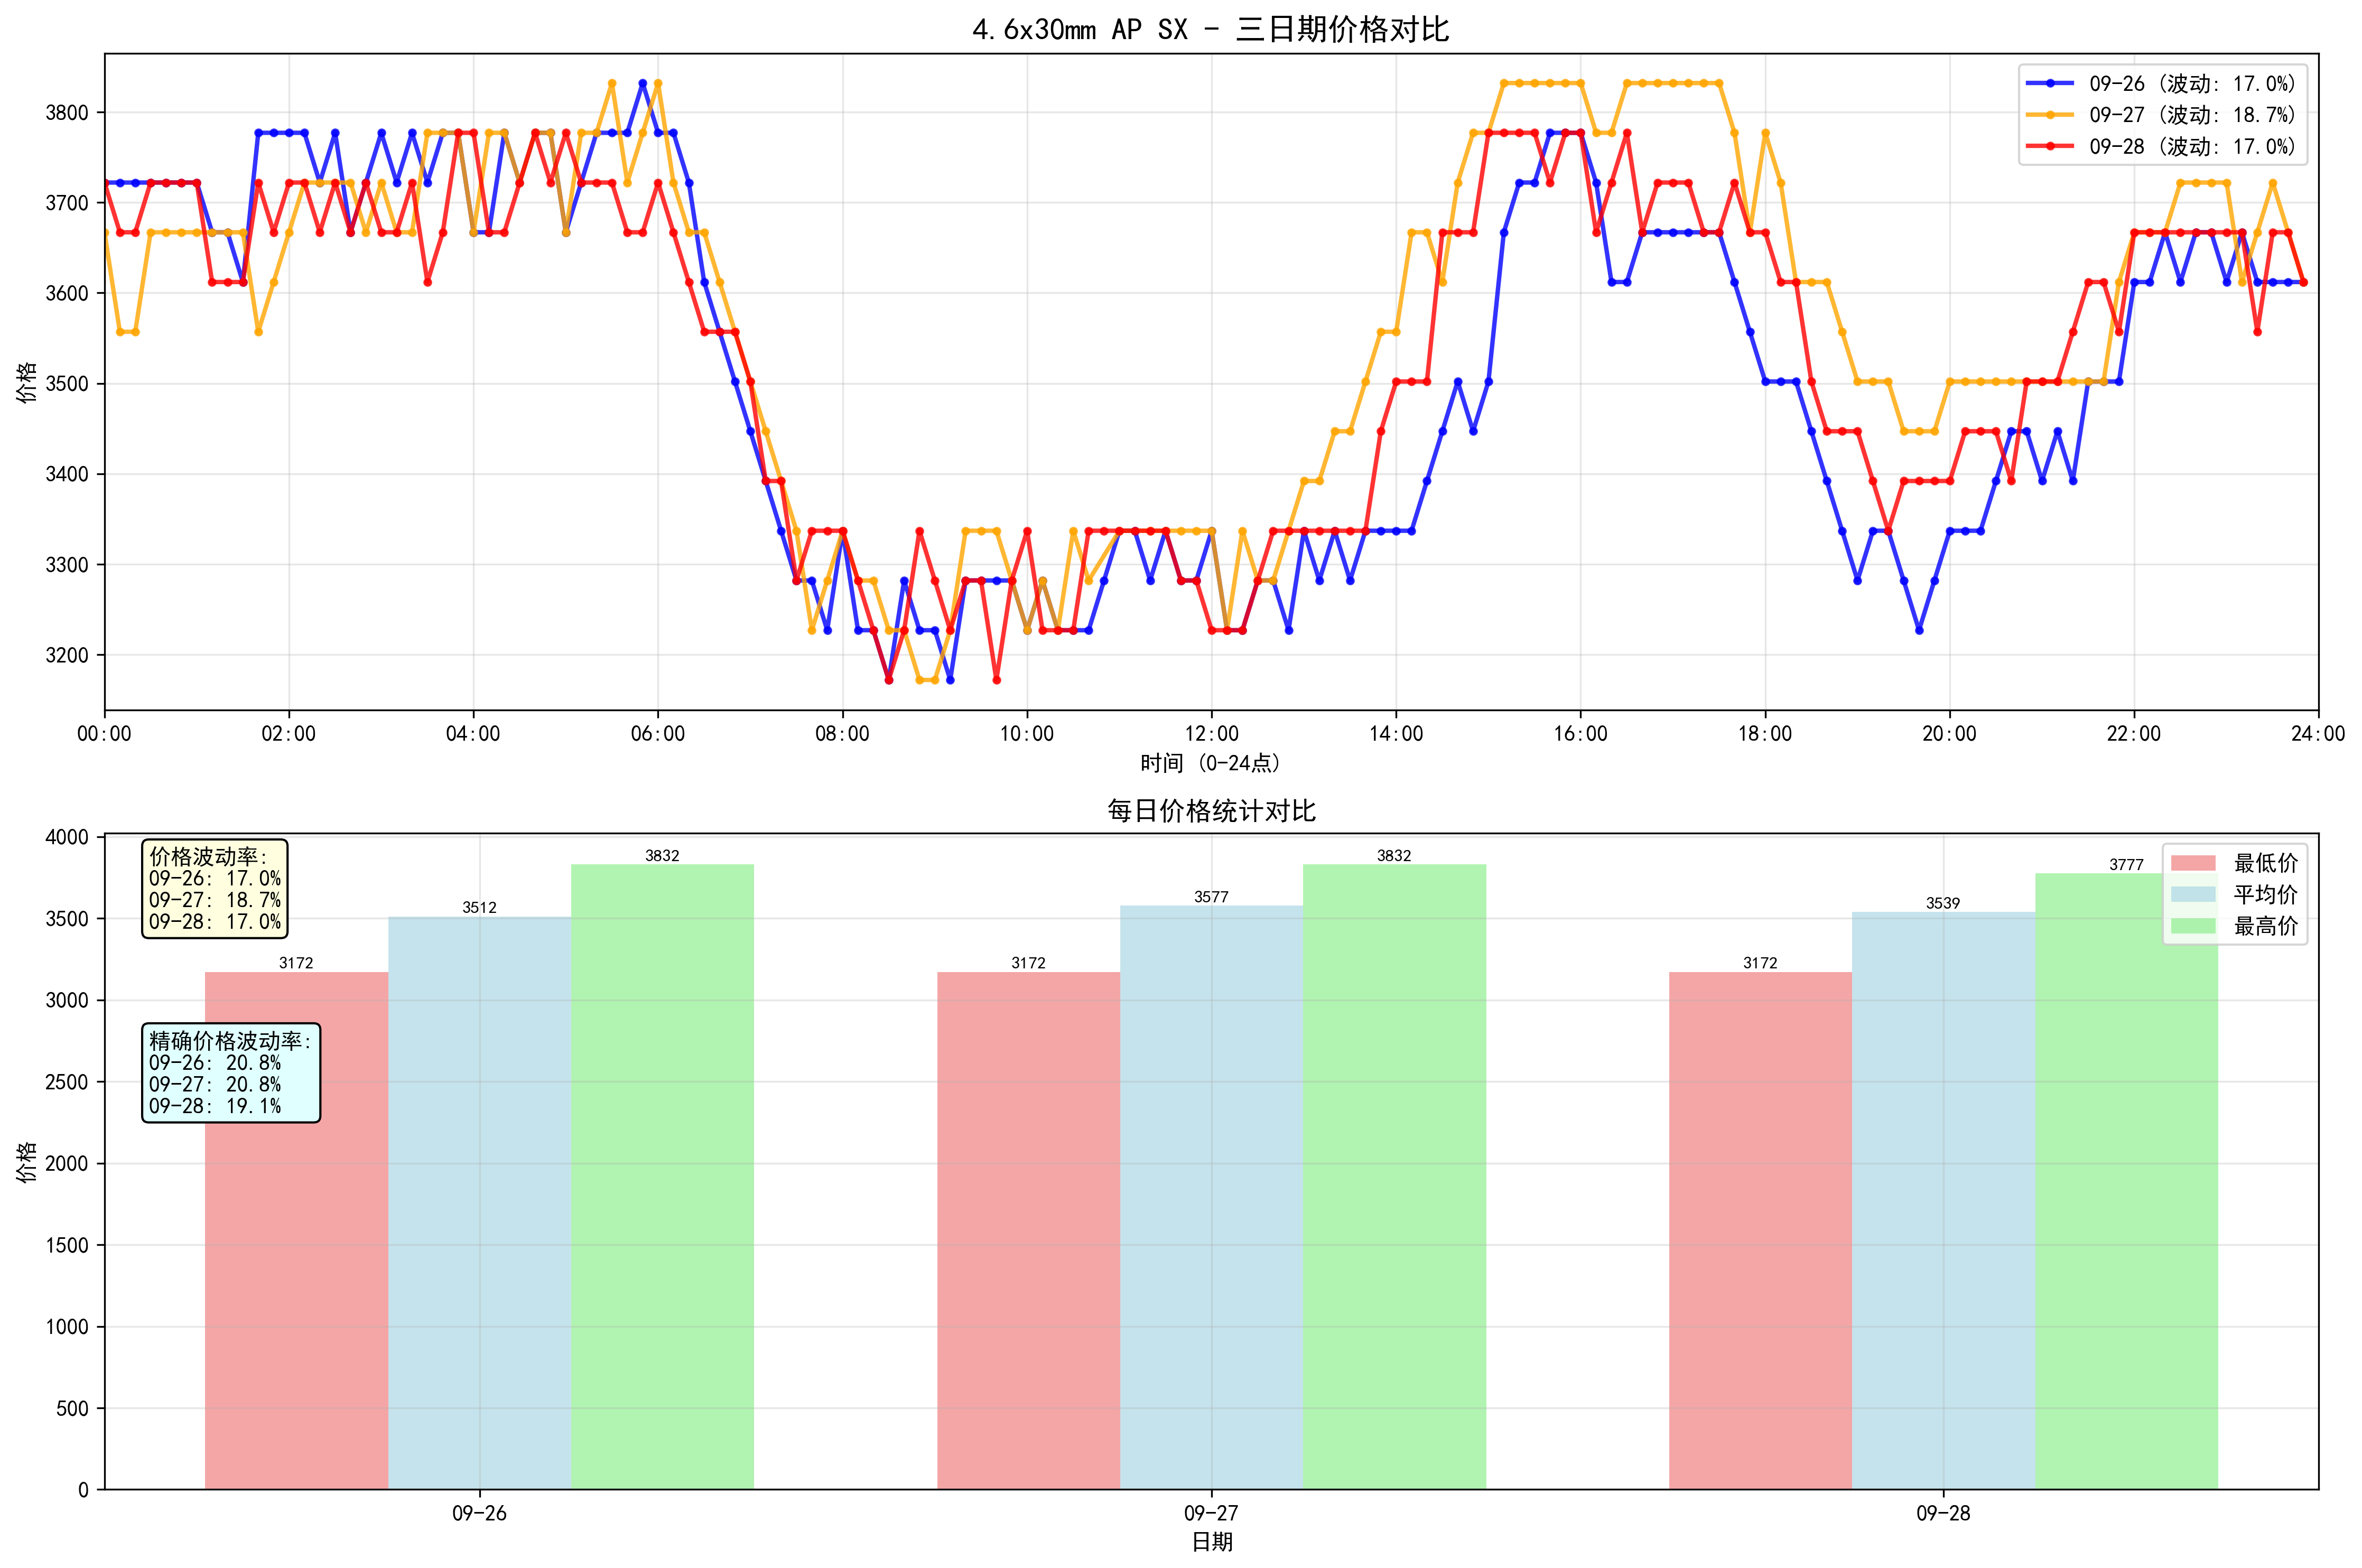 4.6x30mm AP SX - 三日期价格对比
09-26 (波动: 17.0%)
09-27 (波动: 18.7%)
09-28 (波动: 17.0%)
价格
3800
3700
3600
3500
3400
3300
3200
00:00 02:00 04:00 06:00 08:00 10:00 12:00 14:00 16:00 18:00 20:00 22:00 24:00
时间 (0-24点)
每日价格统计对比
价格波动率:
09-26: 17.0%
09-27: 18.7%
09-28: 17.0%
精确价格波动率:
09-26: 20.8%
09-27: 20.8%
09-28: 19.1%
最低价
平均价
最高价
3172 3512 3832 3172 3577 3832 3172 3539 3777
价格
4000
3500
3000
2500
2000
1500
1000
500
0
09-26 09-27 09-28
日期